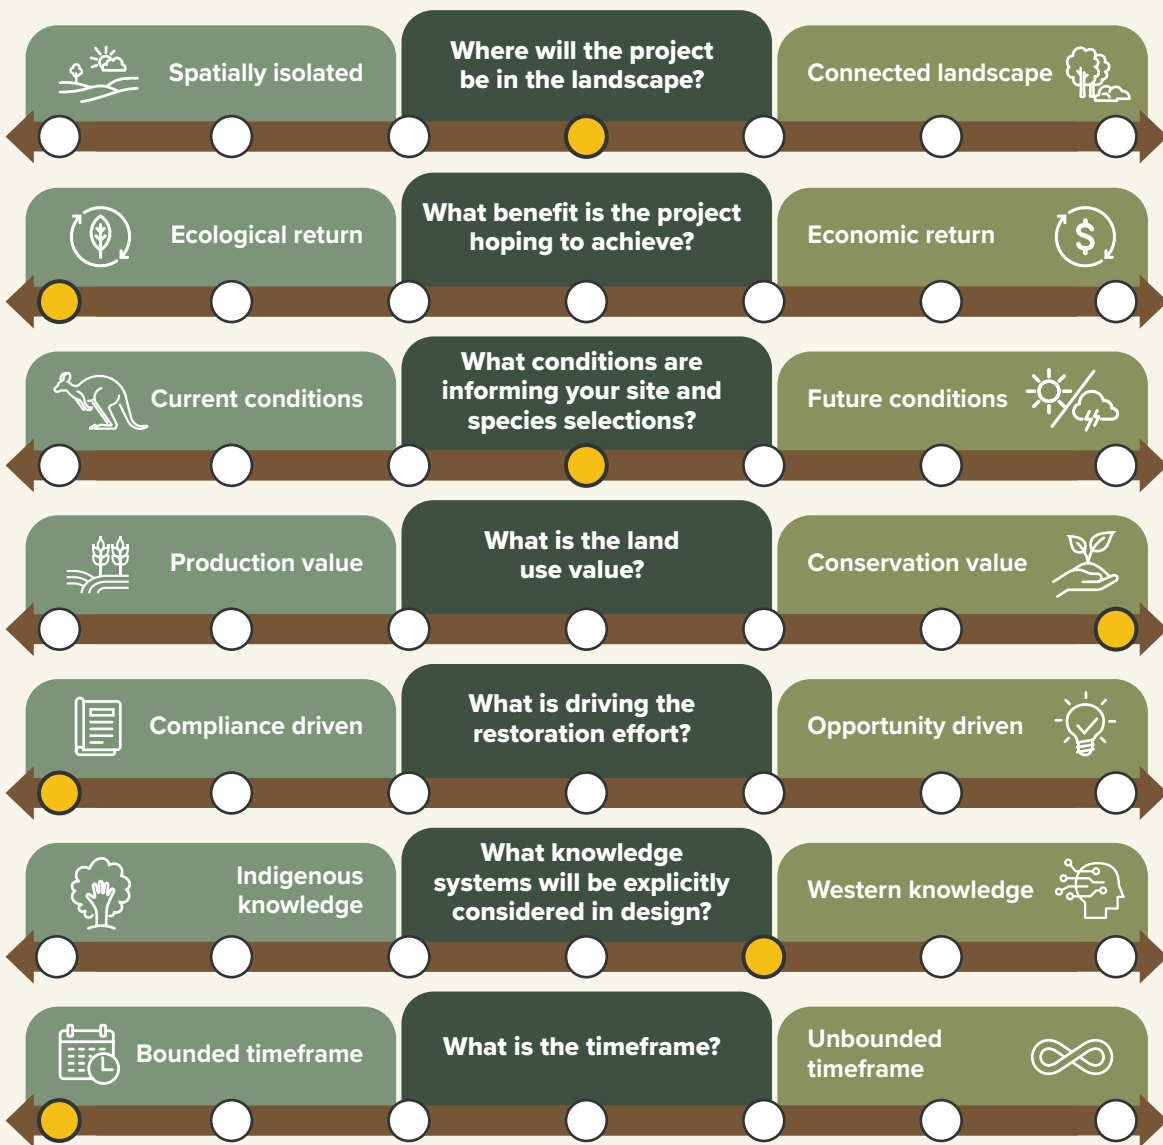 Spatially isolated
Where will the project
be in the landscape?
Connected landscape
Ecological return
What benefit is the project
hoping to achieve?
Economic return
$
Current conditions
What conditions are
informing your site and
species selections?
Future conditions
Production value
What is the land
use value?
Conservation value
Compliance driven
What is driving the
restoration effort?
Opportunity driven
Indigenous
knowledge
What knowledge
systems will be explicitly
considered in design?
Western knowledge
Bounded timeframe
What is the timeframe?
Unbounded
timeframe